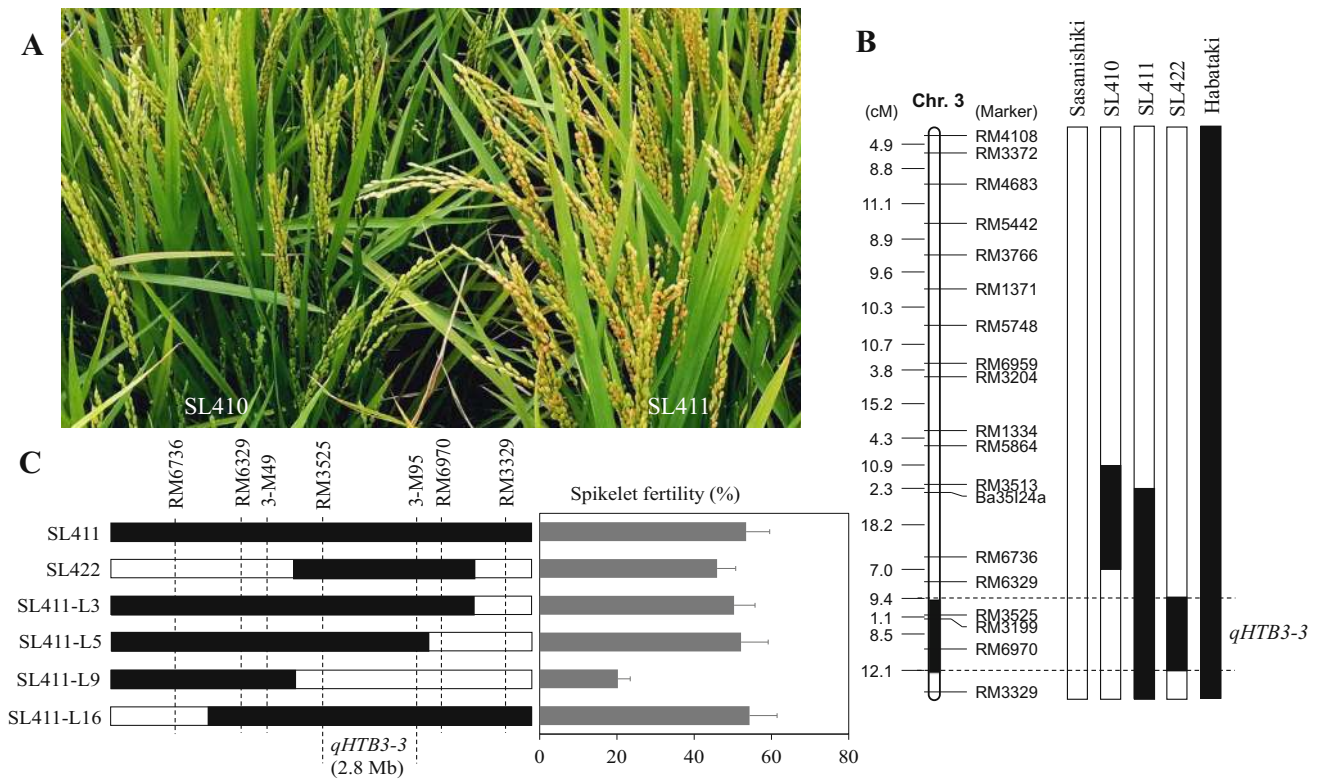 A
SL410
SL411
B
Sasanishiki
SL410
SL411
SL422
Habataki
(cM)
Chr. 3
(Marker)
RM4108
4.9
RM3372
8.8
RM4683
11.1
RM5442
8.9
RM3766
9.6
RM1371
10.3
RM5748
10.7
RM6959
3.8
RM3204
15.2
RM1334
4.3
RM5864
10.9
RM3513
2.3
Ba35I24a
18.2
RM6736
7.0
RM6329
9.4
RM3525
1.1
RM3199
8.5
RM6970
12.1
RM3329
qHTB3-3
C
RM6736
RM6329
3-M49
RM3525
3-M95
RM6970
RM3329
Spikelet fertility (%)
SL411
SL422
SL411-L3
SL411-L5
SL411-L9
SL411-L16
qHTB3-3
(2.8 Mb)
0 20 40 60 80